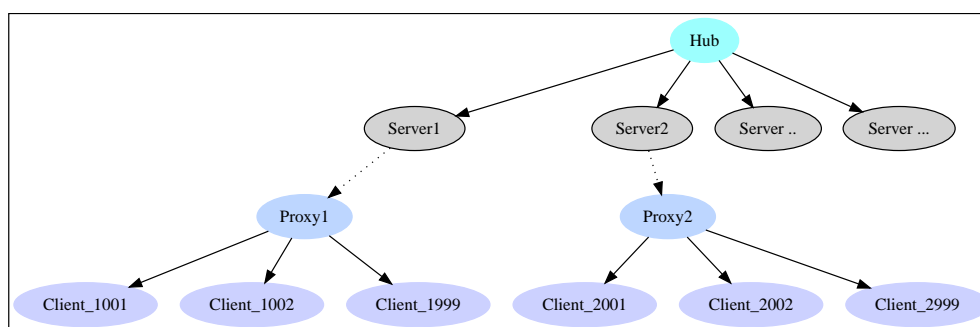 Hub
Server1
Server2
Server ..
Server ...
Proxy1
Proxy2
Client_1001
Client_1002
Client_1999
Client_2001
Client_2002
Client_2999